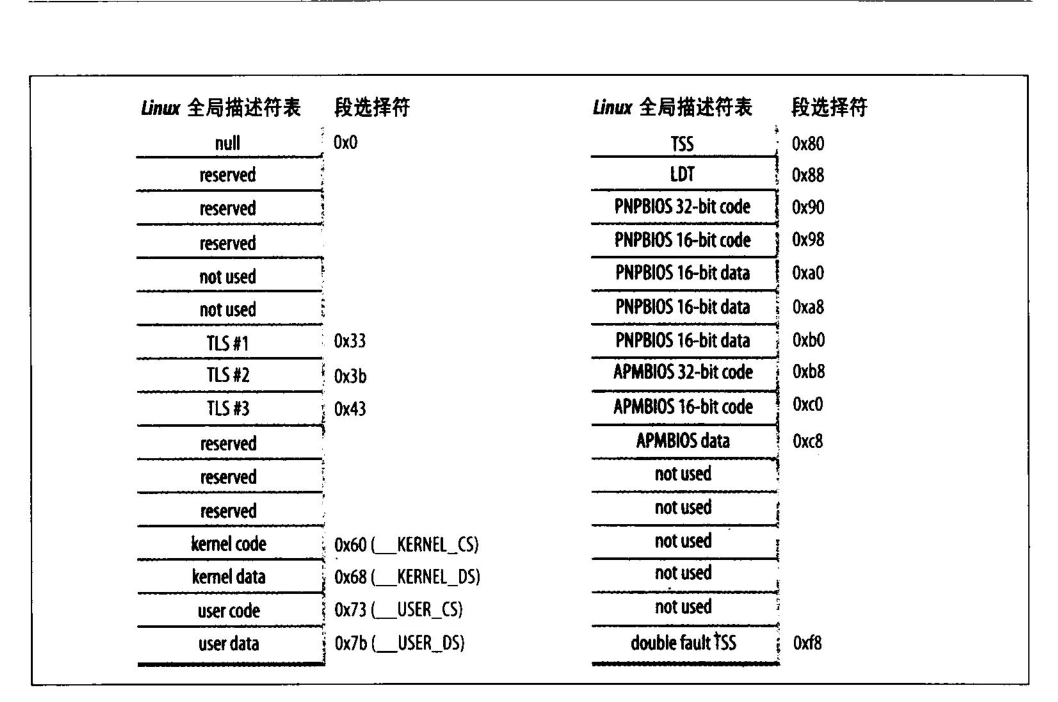 Linux 全局描述符表 段选择符
null 0x0
reserved
reserved
reserved
not used
not used
TLS #1 0x33
TLS #2 0x3b
TLS #3 0x43
reserved
reserved
reserved
kernel code 0x60 (__KERNEL_CS)
kernel data 0x68 (__KERNEL_DS)
user code 0x73 (__USER_CS)
user data 0x7b (__USER_DS)
Linux 全局描述符表 段选择符
TSS 0x80
LDT 0x88
PNPBIOS 32-bit code 0x90
PNPBIOS 16-bit code 0x98
PNPBIOS 16-bit data 0xa0
PNPBIOS 16-bit data 0xa8
PNPBIOS 16-bit data 0xb0
APMBIOS 32-bit code 0xb8
APMBIOS 16-bit code 0xc0
APMBIOS data 0xc8
not used
not used
not used
not used
not used
double fault TSS 0xf8